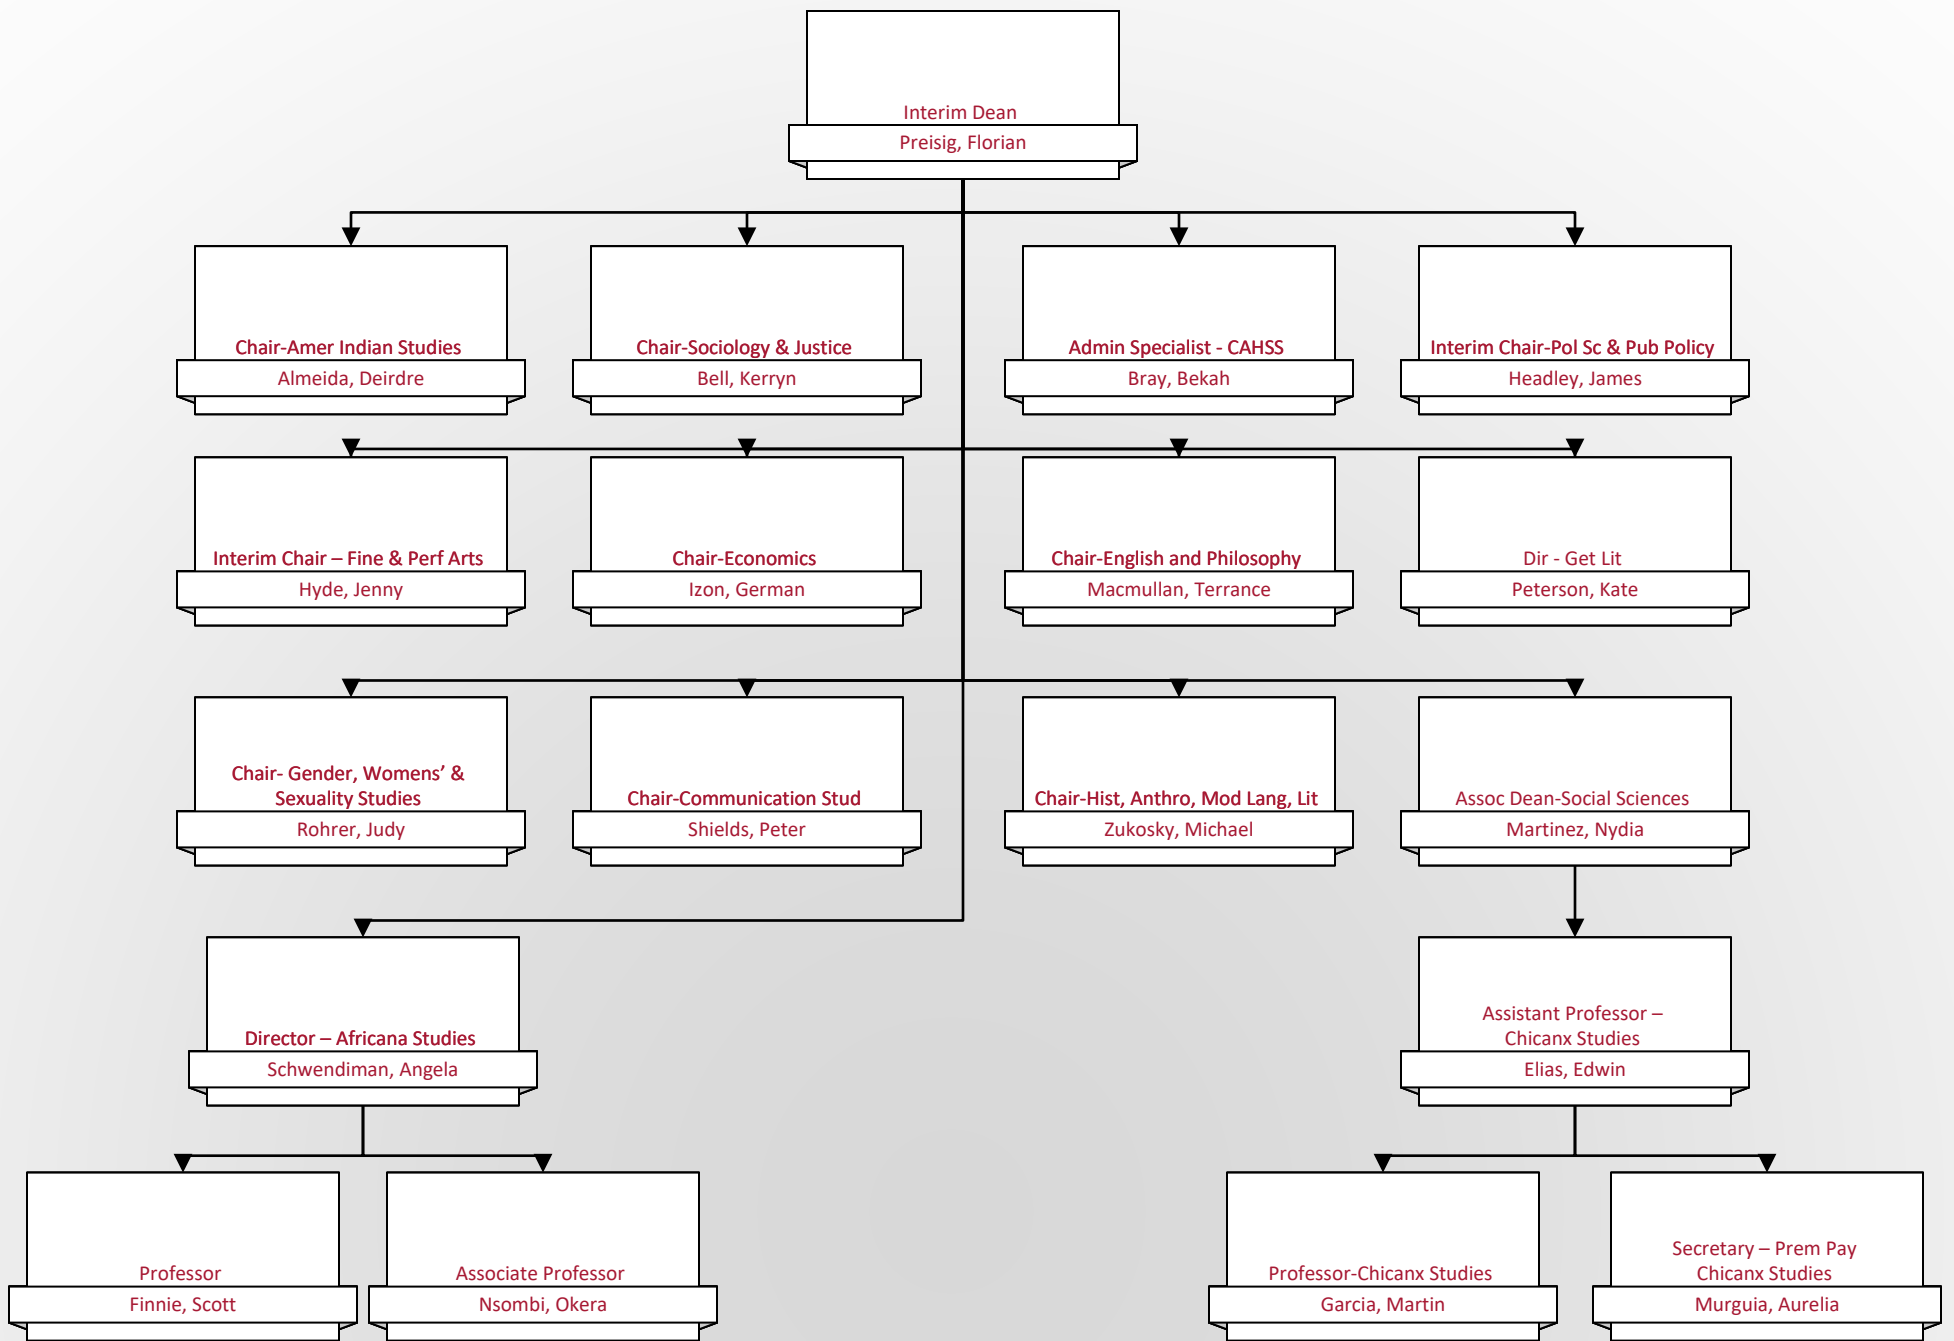 Interim Dean
Preisig, Florian
Chair-Amer Indian Studies
Almeida, Deirdre
Chair-Sociology & Justice
Bell, Kerryn
Admin Specialist - CAHSS
Bray, Bekah
Interim Chair-Pol Sc & Pub Policy
Headley, James
Interim Chair – Fine & Perf Arts
Hyde, Jenny
Chair-Economics
Izon, German
Chair-English and Philosophy
Macmullan, Terrance
Dir - Get Lit
Peterson, Kate
Chair- Gender, Womens’ &
Sexuality Studies
Rohrer, Judy
Chair-Communication Stud
Shields, Peter
Chair-Hist, Anthro, Mod Lang, Lit
Zukosky, Michael
Assoc Dean-Social Sciences
Martinez, Nydia
Director – Africana Studies
Schwendiman, Angela
Assistant Professor –
Chicanx Studies
Elias, Edwin
Professor
Finnie, Scott
Associate Professor
Nsombi, Okera
Professor-Chicanx Studies
Garcia, Martin
Secretary – Prem Pay
Chicanx Studies
Murguia, Aurelia